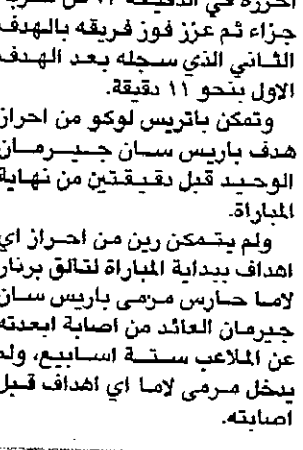 احرزه في الدقيقة ١٢ من ضربة
جزاء ثم عزز فوز فريقه بالهدف
الثاني الذي سجله بعد الهدف
الاول بنحو ١١ دقيقة.
وتمكن باتريس لوكو من احراز
هدف باريس سان جيرمان
الوحيد قبل دقيقتين من نهاية
المباراة.
ولم يتمكن رين من احراز اي
اهداف ببداية المباراة لتالق برنار
لاما حارس مرمى باريس سان
جيرمان العائد من اصابة ابعدته
عن الملاعب ستة اسابيع، ولم
يدخل مرمى لاما اي اهداف قبل
اصابته.